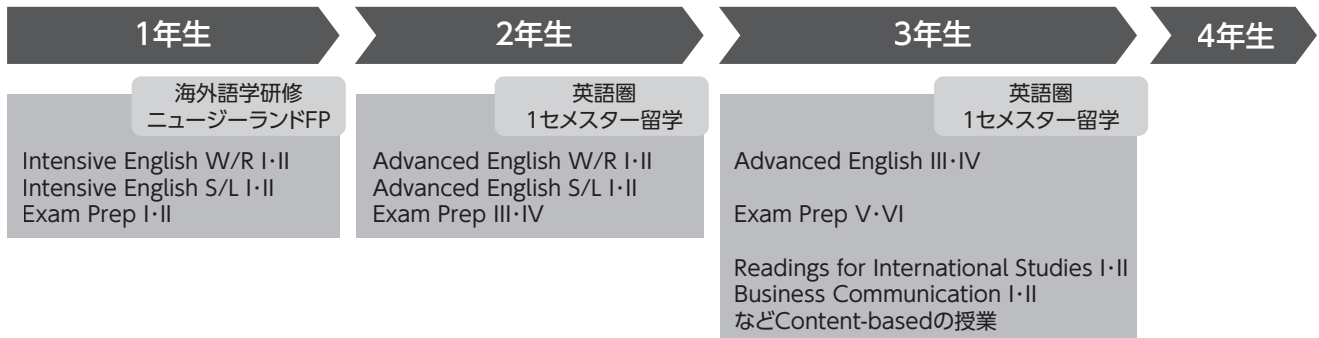 1年生
2年生
3年生
4年生
海外語学研修
ニュージーランドFP
Intensive English W/R I･II
Intensive English S/L I･II
Exam Prep I･II
英語圏
1セメスター留学
Advanced English W/R I･II
Advanced English S/L I･II
Exam Prep III･IV
英語圏
1セメスター留学
Advanced English III･IV
Exam Prep V･VI
Readings for International Studies I･II
Business Communication I･II
などContent-basedの授業